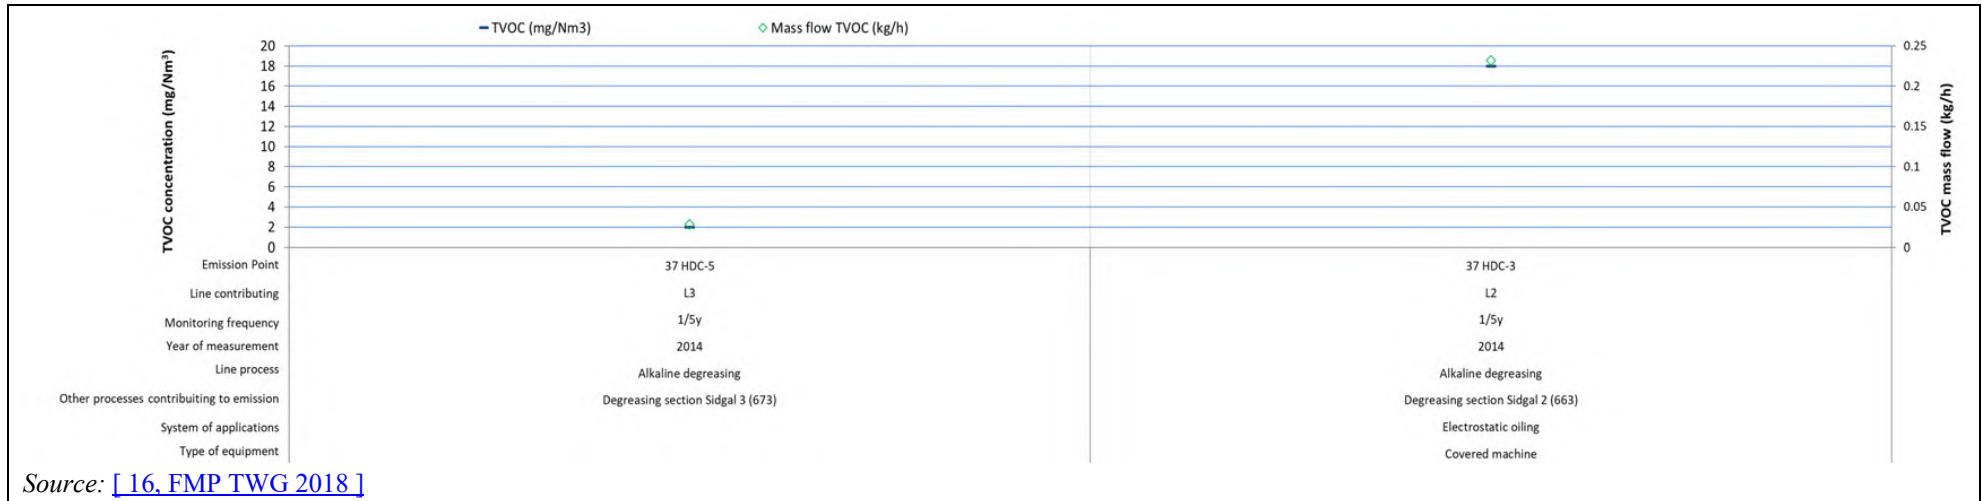 TVOC (mg/Nm3) Mass flow TVOC (kg/h)
TVOC concentration (mg/Nm³)
20
18
16
14
12
10
8
6
4
2
0
0.25
0.2
0.15
0.1
0.05
0
TVOC mass flow (kg/h)
Emission Point 37 HDC-5 37 HDC-3
Line contributing L3 L2
Monitoring frequency 1/5y 1/5y
Year of measurement 2014 2014
Line process Alkaline degreasing Alkaline degreasing
Other processes contribuiting to emission Degreasing section Sidgal 3 (673) Degreasing section Sidgal 2 (663)
System of applications Electrostatic oiling
Type of equipment Covered machine
Source: [ 16, FMP TWG 2018 ]